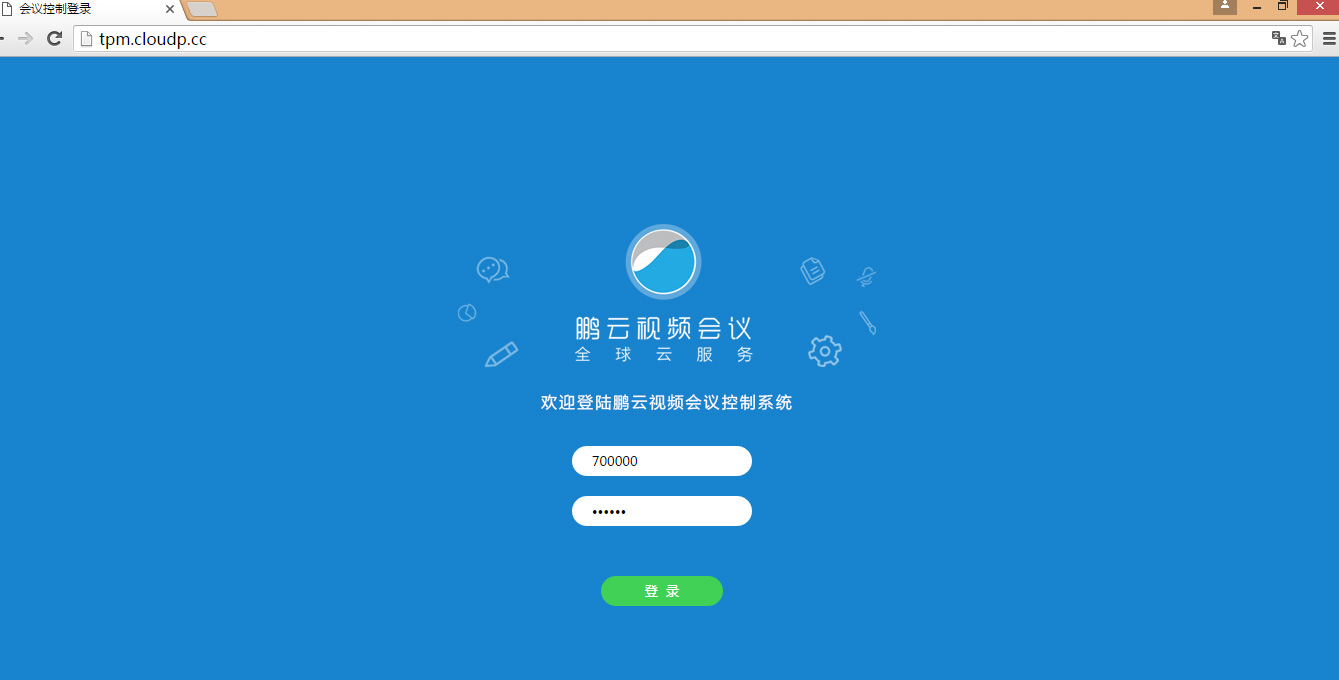 会议控制登录
tpm.cloudp.cc
鹏云视频会议
全球云服务
欢迎登陆鹏云视频会议控制系统
700000
••••••
登 录